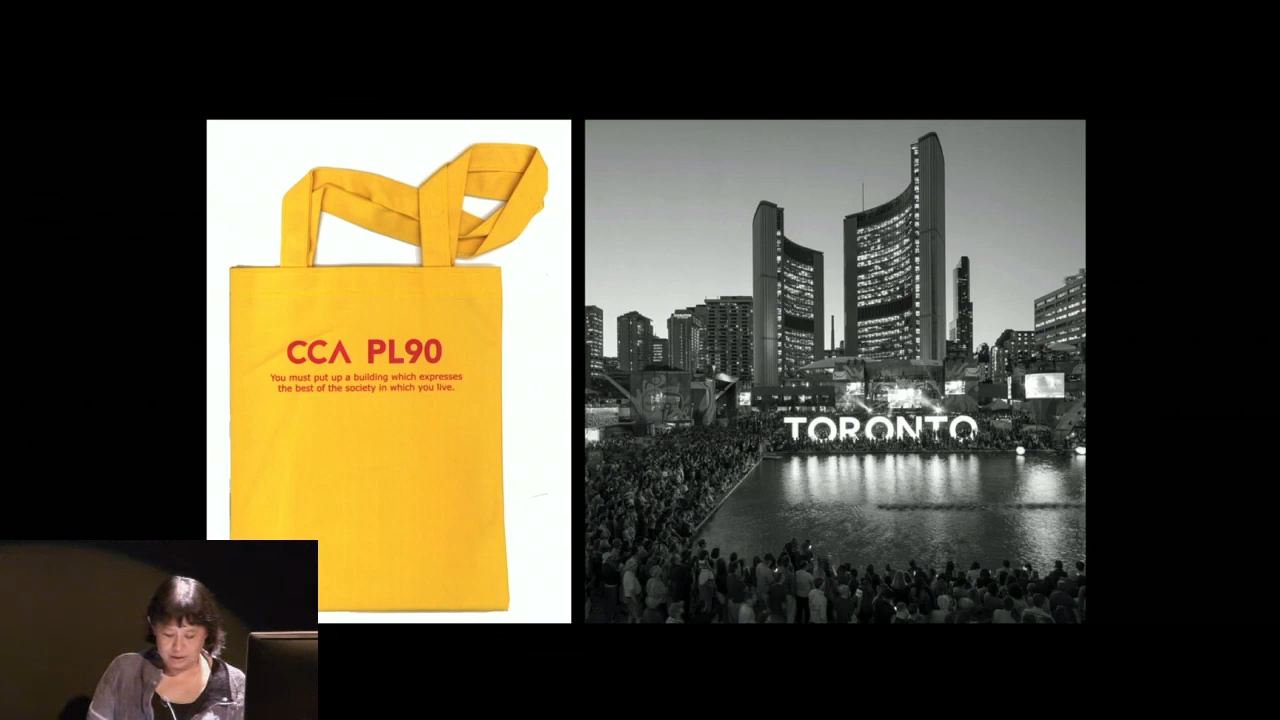 CCA PL90
You must put up a building which expresses
the best of the society in which you live.
TORONTO